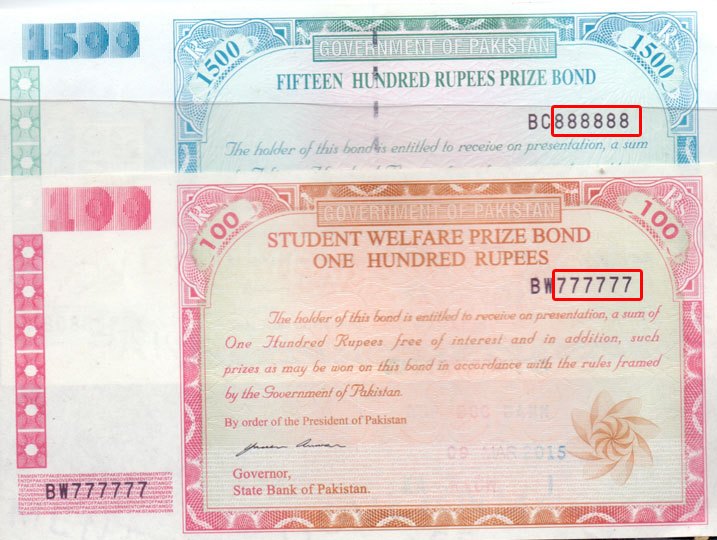 1500
1500
1500
GOVERNMENT OF PAKISTAN
FIFTEEN HUNDRED RUPEES PRIZE BOND
BC888888
The holder of this bond is entitled to receive on presentation, a sum
100
100
100
GOVERNMENT OF PAKISTAN
STUDENT WELFARE PRIZE BOND
ONE HUNDRED RUPEES
BW777777
The holder of this bond is entitled to receive on presentation, a sum of
One Hundred Rupees free of interest and in addition, such
prizes as may be won on this bond in accordance with the rules framed
by the Government of Pakistan.
By order of the President of Pakistan
09 MAR 2015
Governor,
State Bank of Pakistan.
BW777777